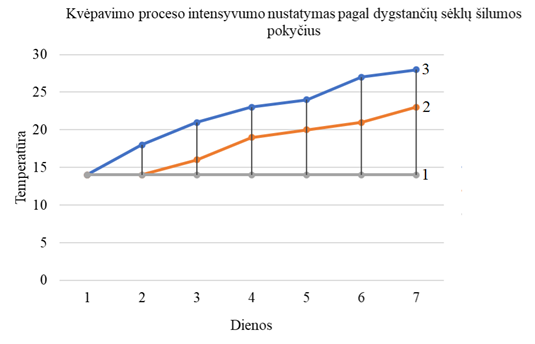 Kvėpavimo proceso intensyvumo nustatymas pagal dygstančių sėklų šilumos
pokyčius
30
25
20
15
10
5
0
Temperatūra
3
2
1
1 2 3 4 5 6 7
Dienos